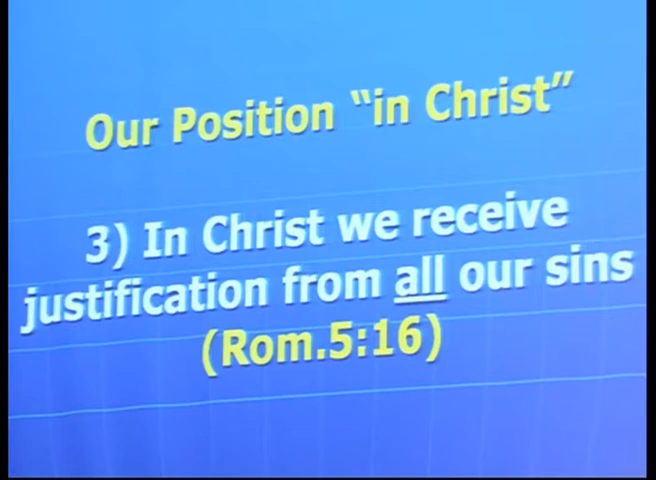 Our Position “in Christ”
3) In Christ we receive
justification from all our sins
(Rom.5:16)